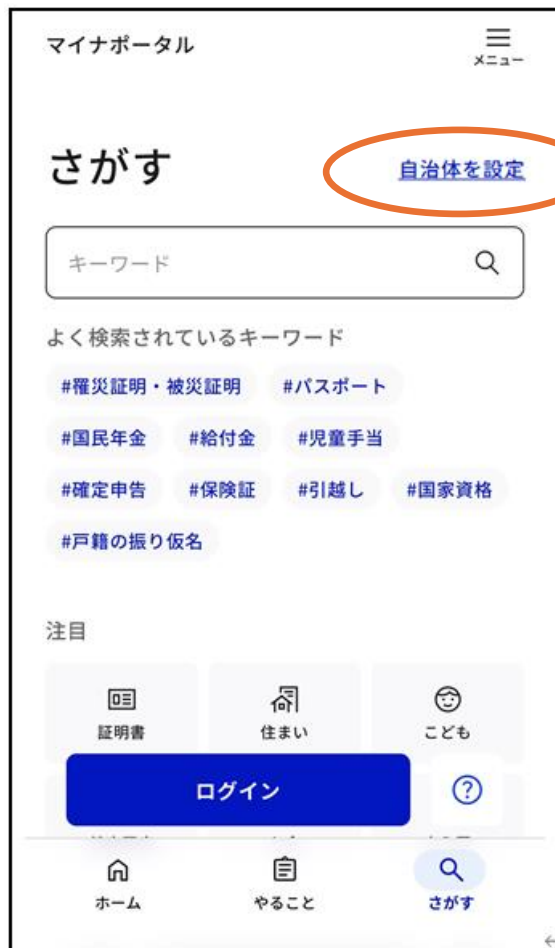 マイナポータル
メニュー
さがす
自治体を設定
キーワード
よく検索されているキーワード
#罹災証明・被災証明 #パスポート
#国民年金 #給付金 #児童手当
#確定申告 #保険証 #引越し #国家資格
#戸籍の振り仮名
注目
証明書 住まい こども
ログイン
ホーム やること さがす